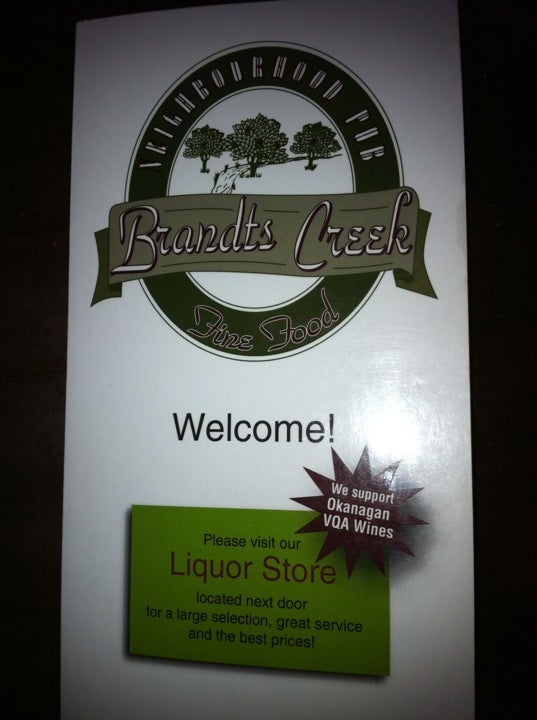 NEIGHBOURHOOD PUB
Brandts Creek
Fine Food
Welcome!
We support
Okanagan
VQA Wines
Please visit our
Liquor Store
located next door
for a large selection, great service
and the best prices!